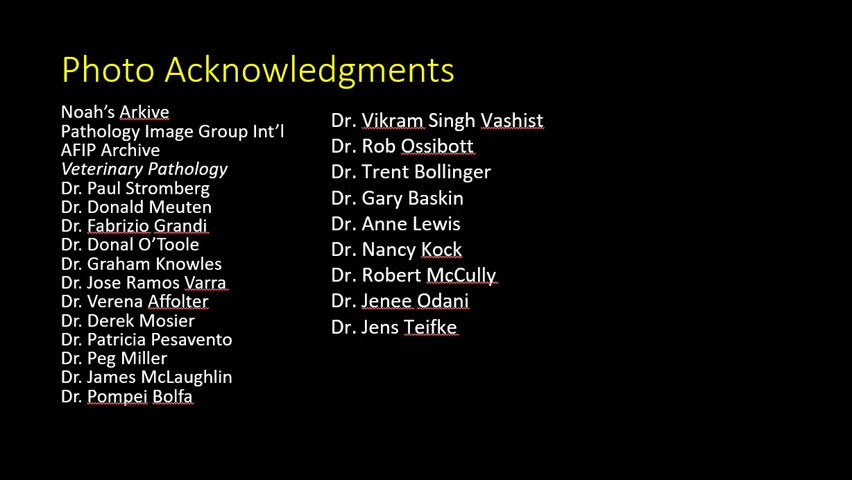 Photo Acknowledgments
Noah's Arkive
Pathology Image Group Int'l
AFIP Archive
Veterinary Pathology
Dr. Paul Stromberg
Dr. Donald Meuten
Dr. Fabrizio Grandi
Dr. Donal O'Toole
Dr. Graham Knowles
Dr. Jose Ramos Varra
Dr. Verena Affolter
Dr. Derek Mosier
Dr. Patricia Pesavento
Dr. Peg Miller
Dr. James McLaughlin
Dr. Pompei Bolfa
Dr. Vikram Singh Vashist
Dr. Rob Ossibott
Dr. Trent Bollinger
Dr. Gary Baskin
Dr. Anne Lewis
Dr. Nancy Kock
Dr. Robert McCully
Dr. Jenee Odani
Dr. Jens Teifke